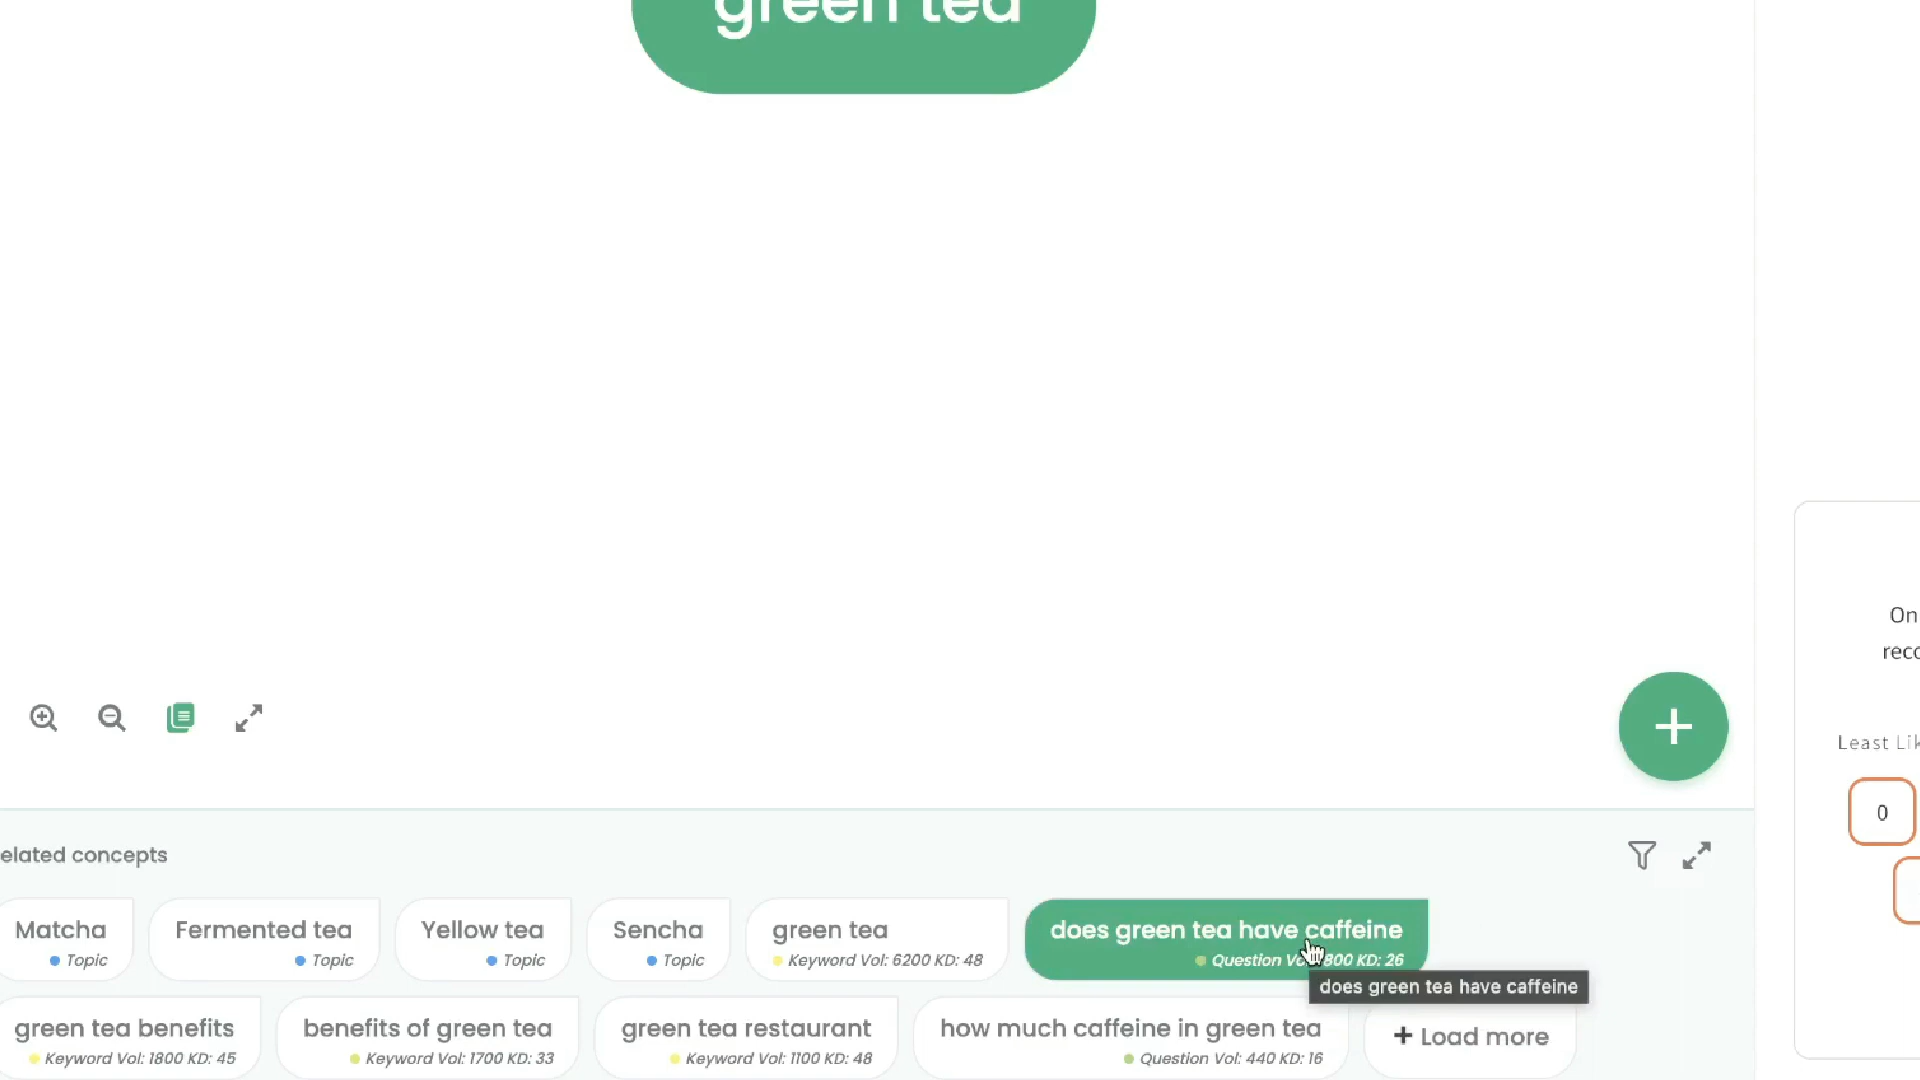 green tea
On
reco
Least Lik
0
elated concepts
Matcha
Topic
Fermented tea
Topic
Yellow tea
Topic
Sencha
Topic
green tea
Keyword Vol: 6200 KD: 48
does green tea have caffeine
Question Vo 800 KD: 26
does green tea have caffeine
green tea benefits
Keyword Vol: 1800 KD: 45
benefits of green tea
Keyword Vol: 1700 KD: 33
green tea restaurant
Keyword Vol: 1100 KD: 48
how much caffeine in green tea
Question Vol: 440 KD: 16
+ Load more